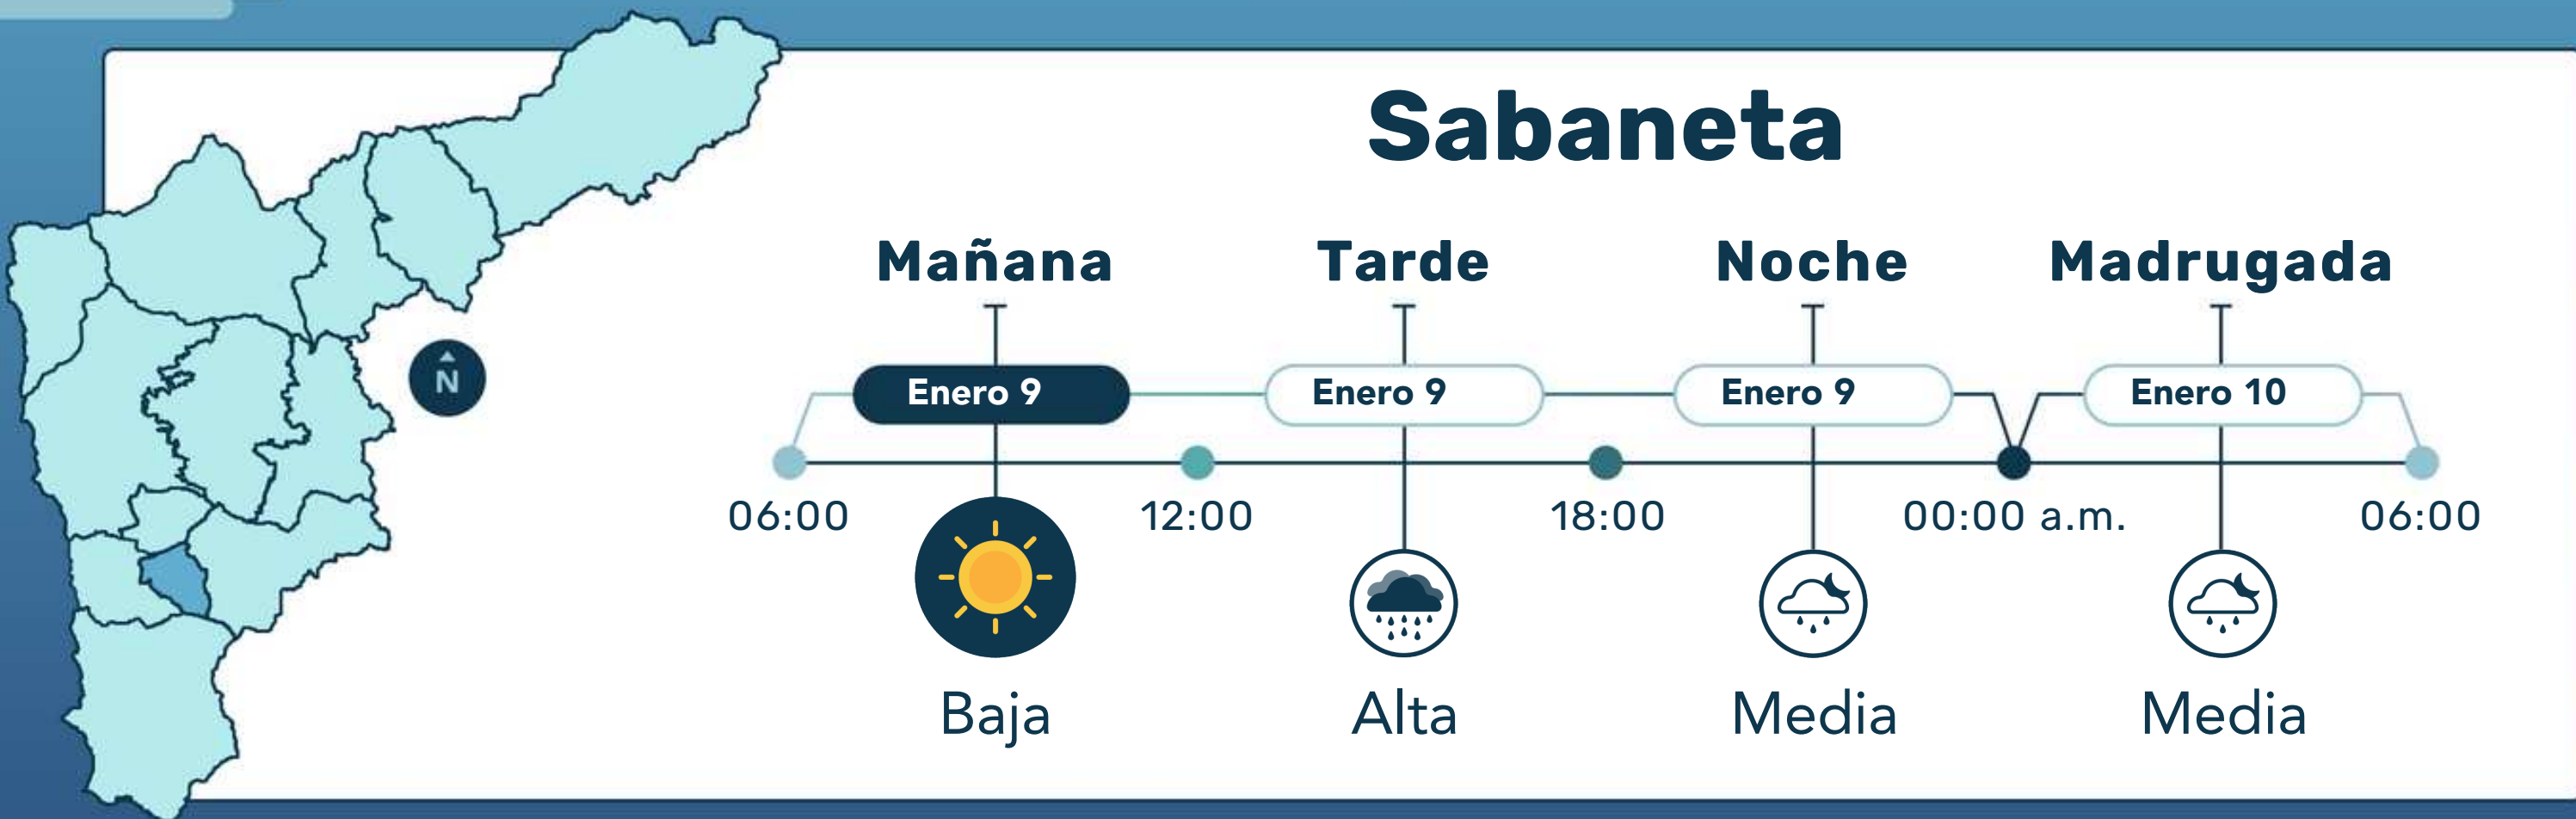 Sabaneta
Mañana Tarde Noche Madrugada
Enero 9 Enero 9 Enero 9 Enero 10
N
06:00 12:00 18:00 00:00 a.m. 06:00
Baja Alta Media Media